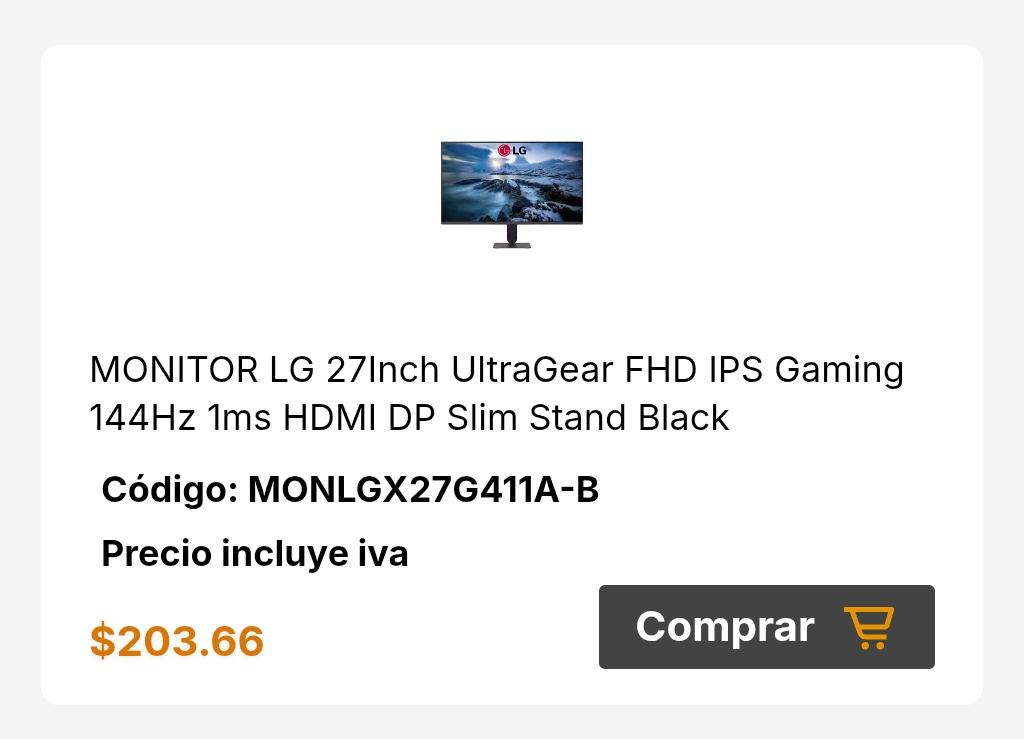 LG
MONITOR LG 27Inch UltraGear FHD IPS Gaming
144Hz 1ms HDMI DP Slim Stand Black
Código: MONLGX27G411A-B
Precio incluye iva
$203.66
Comprar